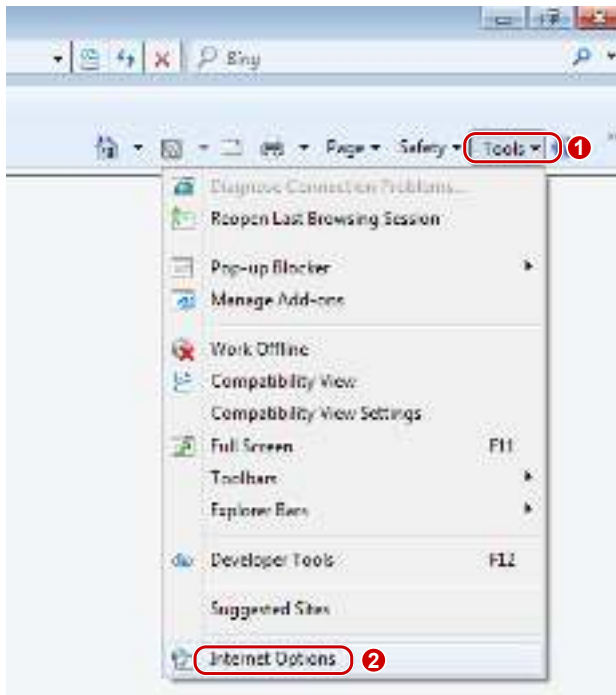 Bing
Page Safety Tools 1
Diagnose Connection Problems...
Reopen Last Browsing Session
Pop-up Blocker
Manage Add-ons
Work Offline
Compatibility View
Compatibility View Settings
Full Screen F11
Toolbars
Explorer Bars
Developer Tools F12
Suggested Sites
Internet Options 2